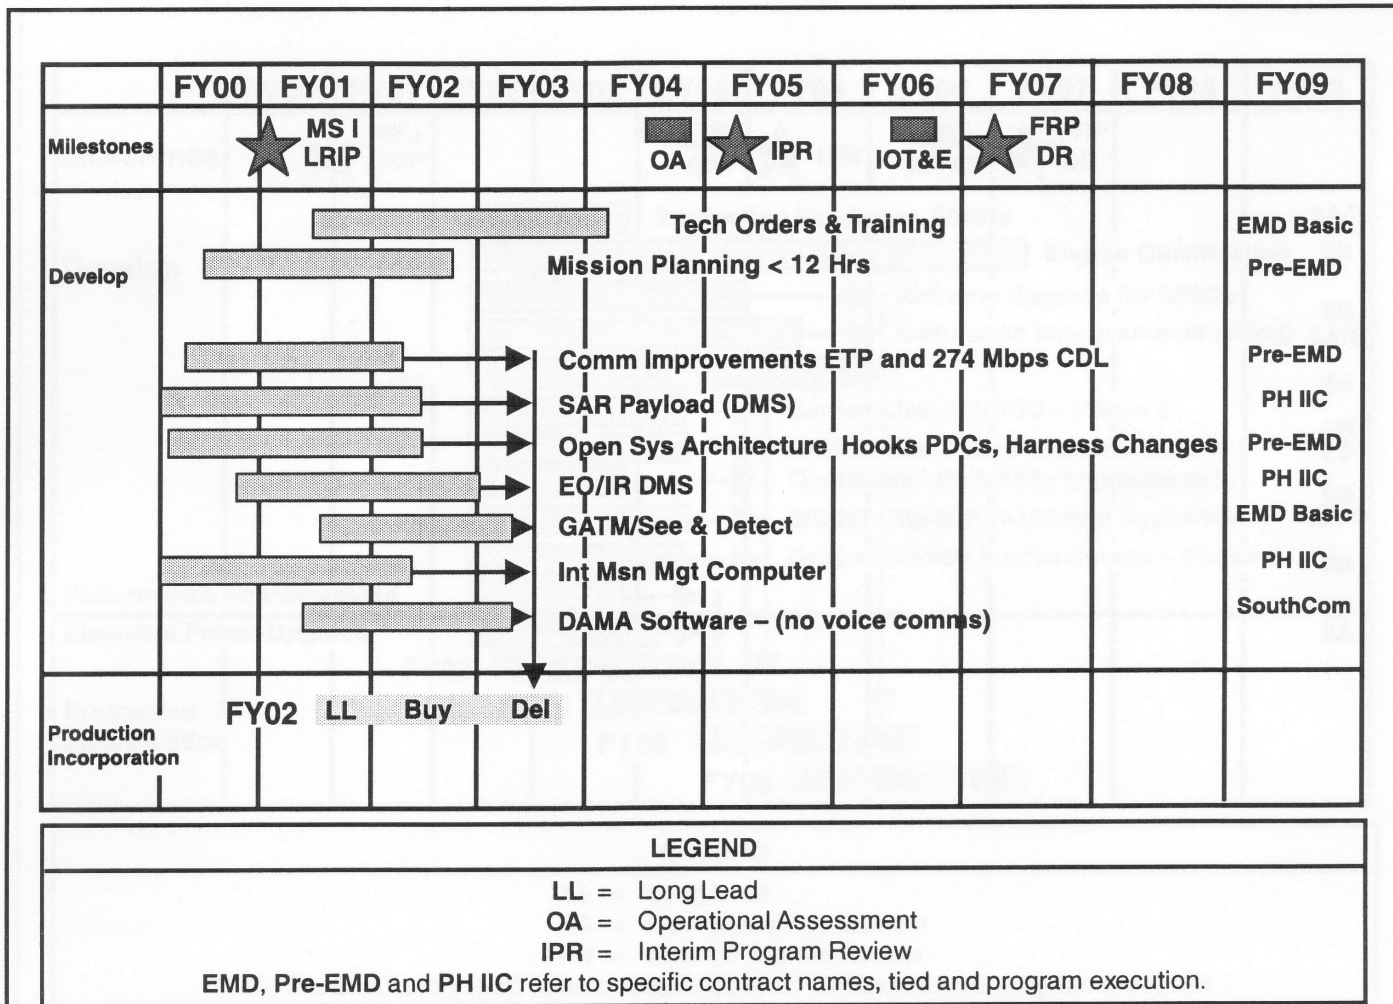 FY00 FY01 FY02 FY03 FY04 FY05 FY06 FY07 FY08 FY09
Milestones
MS I
LRIP
OA
IPR
IOT&E
FRP
DR
Develop
Tech Orders & Training EMD Basic
Mission Planning < 12 Hrs Pre-EMD
Comm Improvements ETP and 274 Mbps CDL Pre-EMD
SAR Payload (DMS) PH IIC
Open Sys Architecture Hooks PDCs, Harness Changes Pre-EMD
EO/IR DMS PH IIC
GATM/See & Detect EMD Basic
Int Msn Mgt Computer PH IIC
DAMA Software – (no voice comms) SouthCom
Production
Incorporation
FY02 LL Buy Del
LEGEND
LL = Long Lead
OA = Operational Assessment
IPR = Interim Program Review
EMD, Pre-EMD and PH IIC refer to specific contract names, tied and program execution.